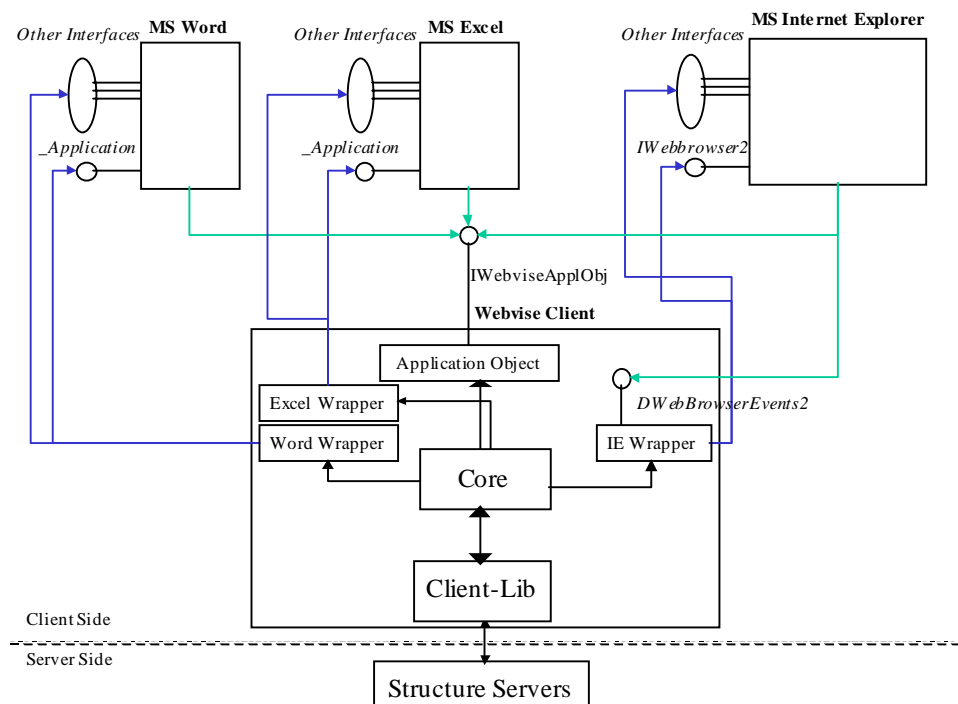 MS Word
MS Excel
MS Internet Explorer
Other Interfaces
Other Interfaces
Other Interfaces
_Application
_Application
IWebbrowser2
IWebviseApplObj
Webvise Client
Application Object
Excel Wrapper
DWebBrowserEvents2
Word Wrapper
IE Wrapper
Core
Client-Lib
Client Side
Server Side
Structure Servers